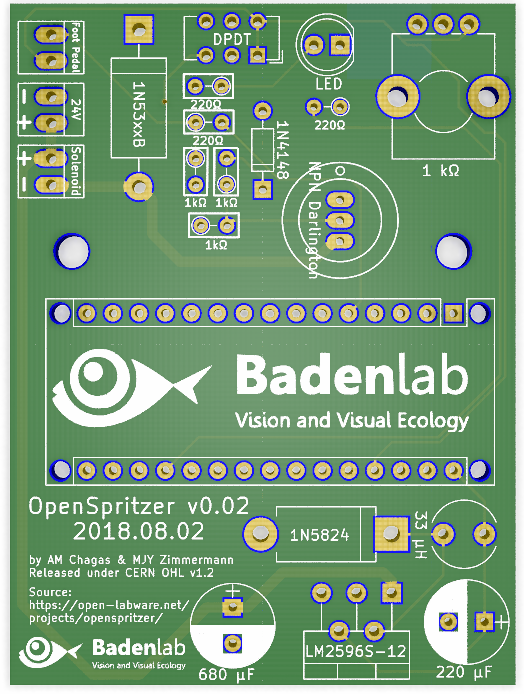 Foot Pedal
DPDT
LED
24V
-
+
1N53xxB
220Ω
220Ω
220Ω
1N4148
Solenoid
+
-
1kΩ
1kΩ
1kΩ
NPN Darlington
1 kΩ
Badenlab
Vision and Visual Ecology
OpenSpritzer v0.02
2018.08.02
1N5824
33 µH
by AM Chagas & MJY Zimmermann
Released under CERN OHL v1.2
Source:
https://open-labware.net/
projects/openspritzer/
+
Badenlab
Vision and Visual Ecology
680 µF
LM2596S-12
+
220 µF